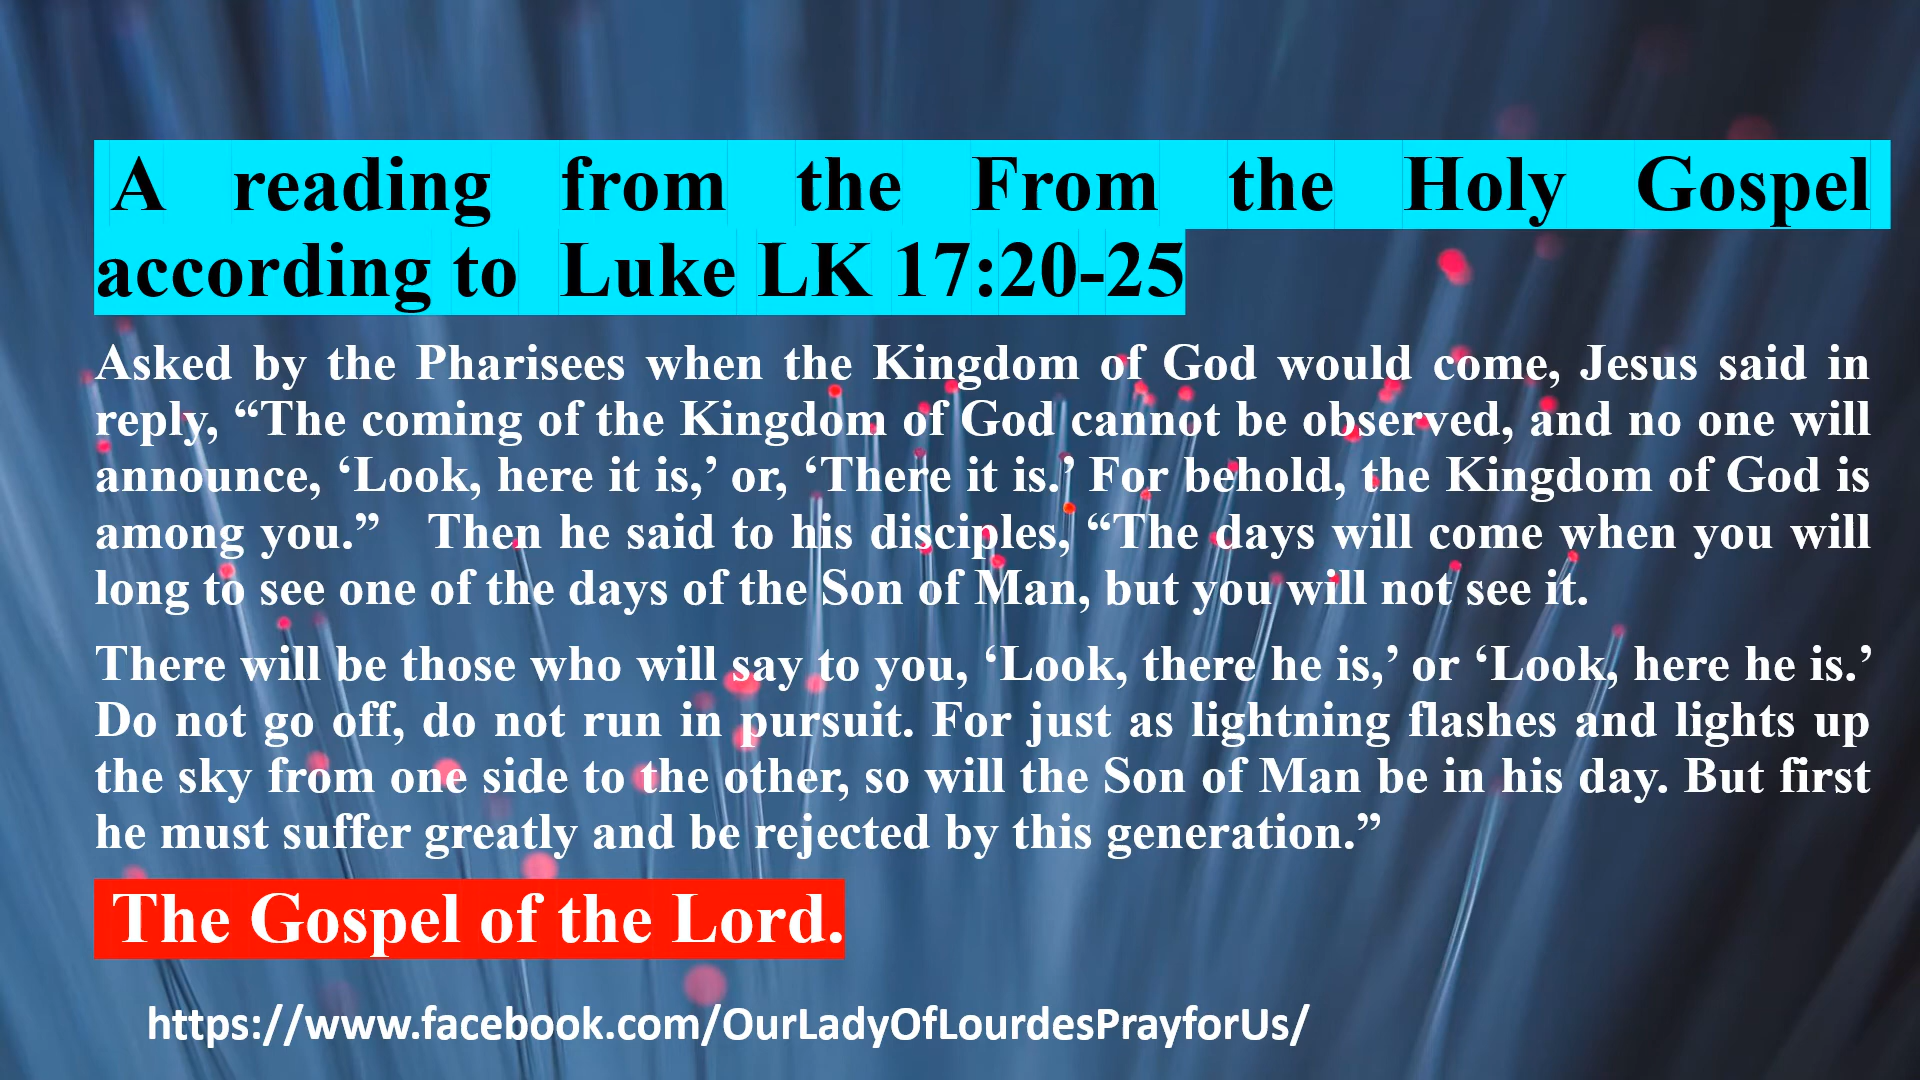 A reading from the From the Holy Gospel
according to Luke LK 17:20-25
Asked by the Pharisees when the Kingdom of God would come, Jesus said in
reply, “The coming of the Kingdom of God cannot be observed, and no one will
announce, ‘Look, here it is,’ or, ‘There it is.’ For behold, the Kingdom of God is
among you.” Then he said to his disciples, “The days will come when you will
long to see one of the days of the Son of Man, but you will not see it.
There will be those who will say to you, ‘Look, there he is,’ or ‘Look, here he is.’
Do not go off, do not run in pursuit. For just as lightning flashes and lights up
the sky from one side to the other, so will the Son of Man be in his day. But first
he must suffer greatly and be rejected by this generation.”
The Gospel of the Lord.
https://www.facebook.com/OurLadyOfLourdesPrayforUs/